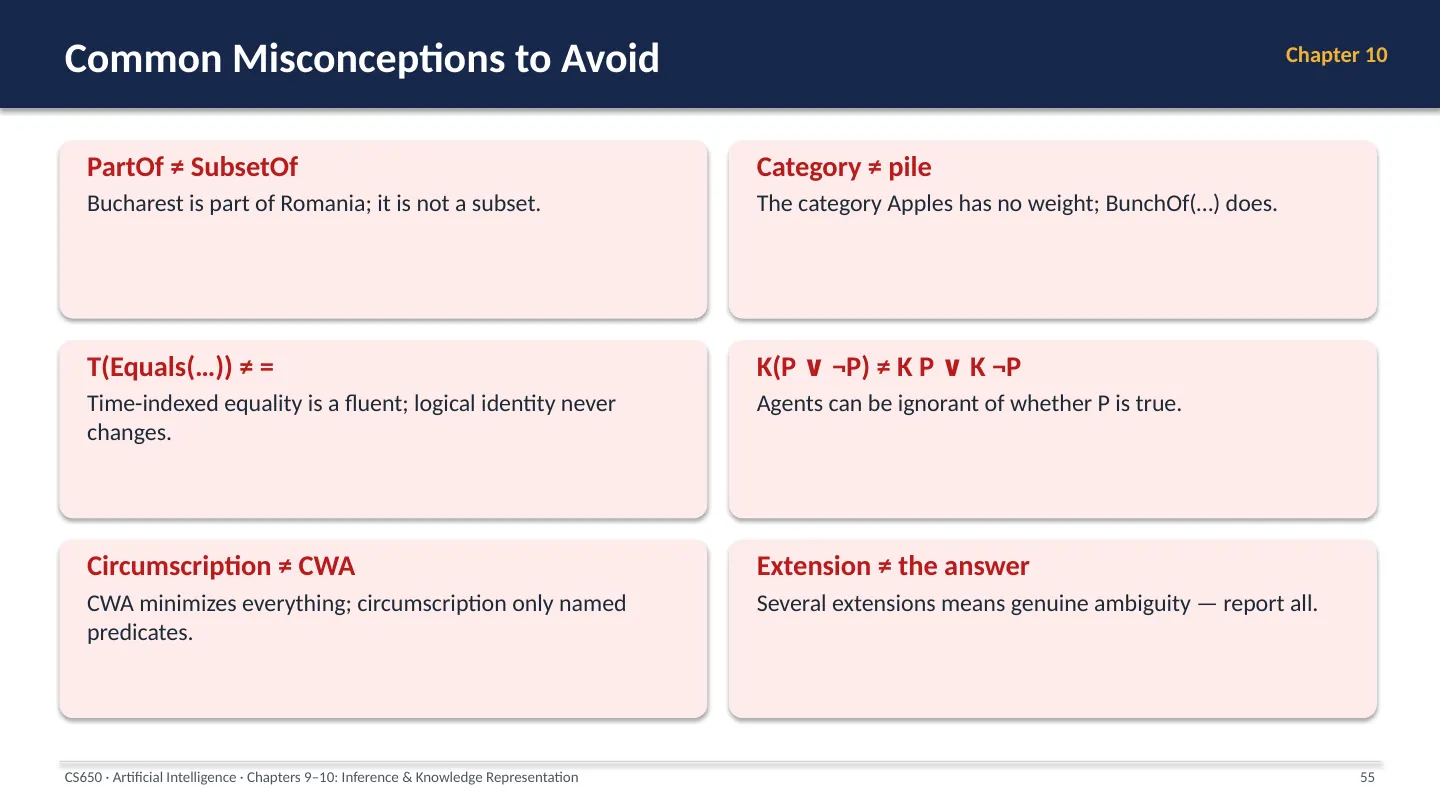 Common Misconceptions to Avoid
Chapter 10
PartOf ≠ SubsetOf
Bucharest is part of Romania; it is not a subset.
Category ≠ pile
The category Apples has no weight; BunchOf(…) does.
T(Equals(…)) ≠ =
Time-indexed equality is a fluent; logical identity never
changes.
K(P ∨ ¬P) ≠ K P ∨ K ¬P
Agents can be ignorant of whether P is true.
Circumscription ≠ CWA
CWA minimizes everything; circumscription only named
predicates.
Extension ≠ the answer
Several extensions means genuine ambiguity — report all.
CS650 · Artificial Intelligence · Chapters 9–10: Inference & Knowledge Representation
55